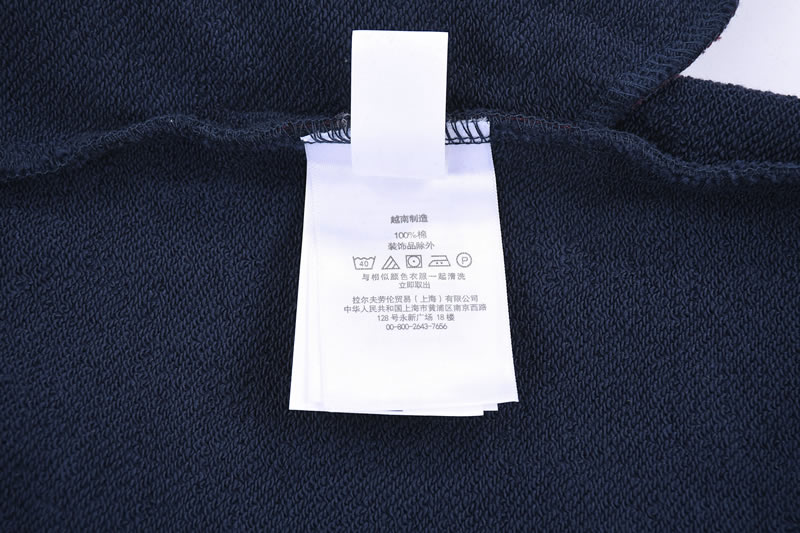 越南制造
100%棉
装饰品除外
40 P
与相似颜色衣服一起清洗
立即取出
拉尔夫劳伦贸易(上海)有限公司
中华人民共和国上海市黄浦区南京西路
128号永新广场18楼
00-800-2643-7656